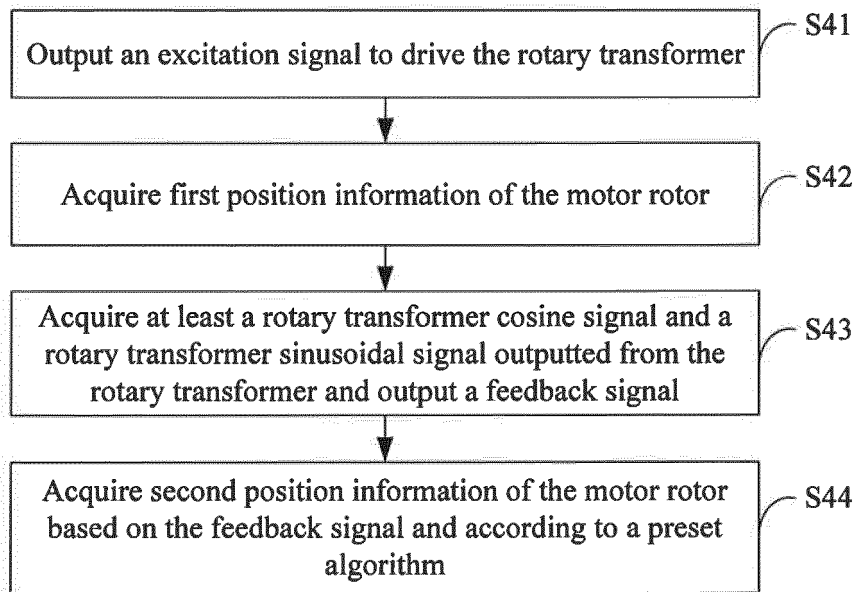 Output an excitation signal to drive the rotary transformer
S41
Acquire first position information of the motor rotor
S42
Acquire at least a rotary transformer cosine signal and a
rotary transformer sinusoidal signal outputted from the
rotary transformer and output a feedback signal
S43
Acquire second position information of the motor rotor
based on the feedback signal and according to a preset
algorithm
S44